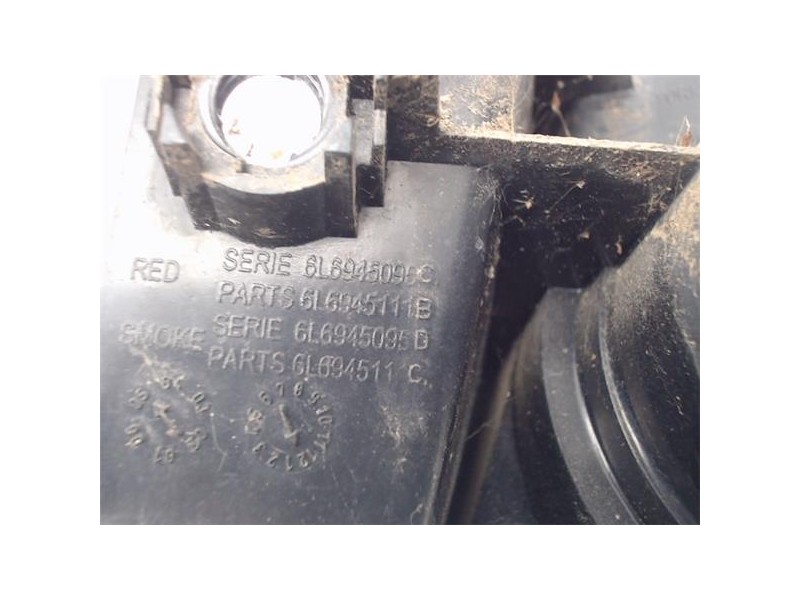 RED SERIE 6L6945095C.
PARTS 6L6945111B
SMOKE SERIE 6L6945095D
PARTS 6L694511 C.